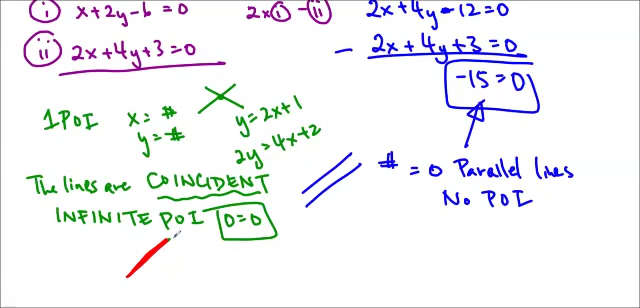 i x+2y-6=0
ii 2x+4y+3=0
2x i - ii
2x+4y-12=0
- 2x+4y+3=0
-15=0
1 POI x=#
y=#
y=2x+1
2y=4x+2
The lines are COINCIDENT
INFINITE POI 0=0
# = 0 Parallel lines
No POI